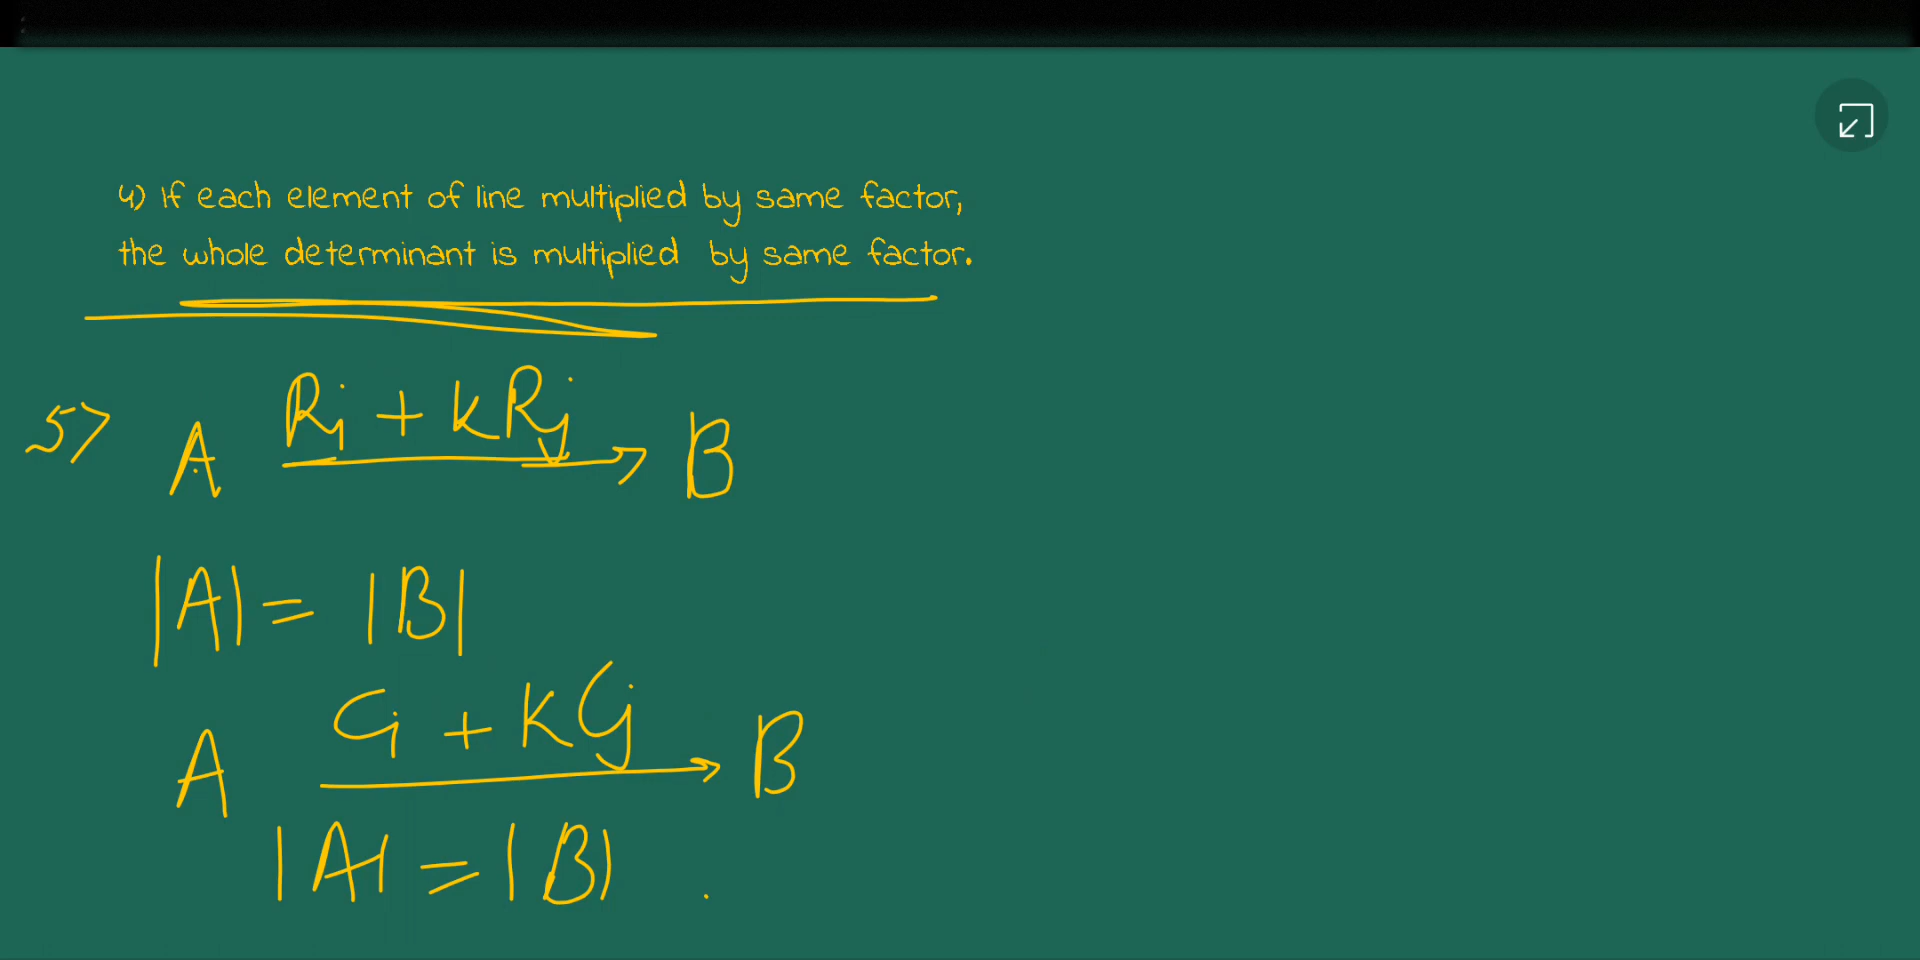 4) If each element of line multiplied by same factor,
the whole determinant is multiplied by same factor.
5> A Ri + kRj → B
|A| = |B|
A Ci + KCj → B
|A| = |B| .